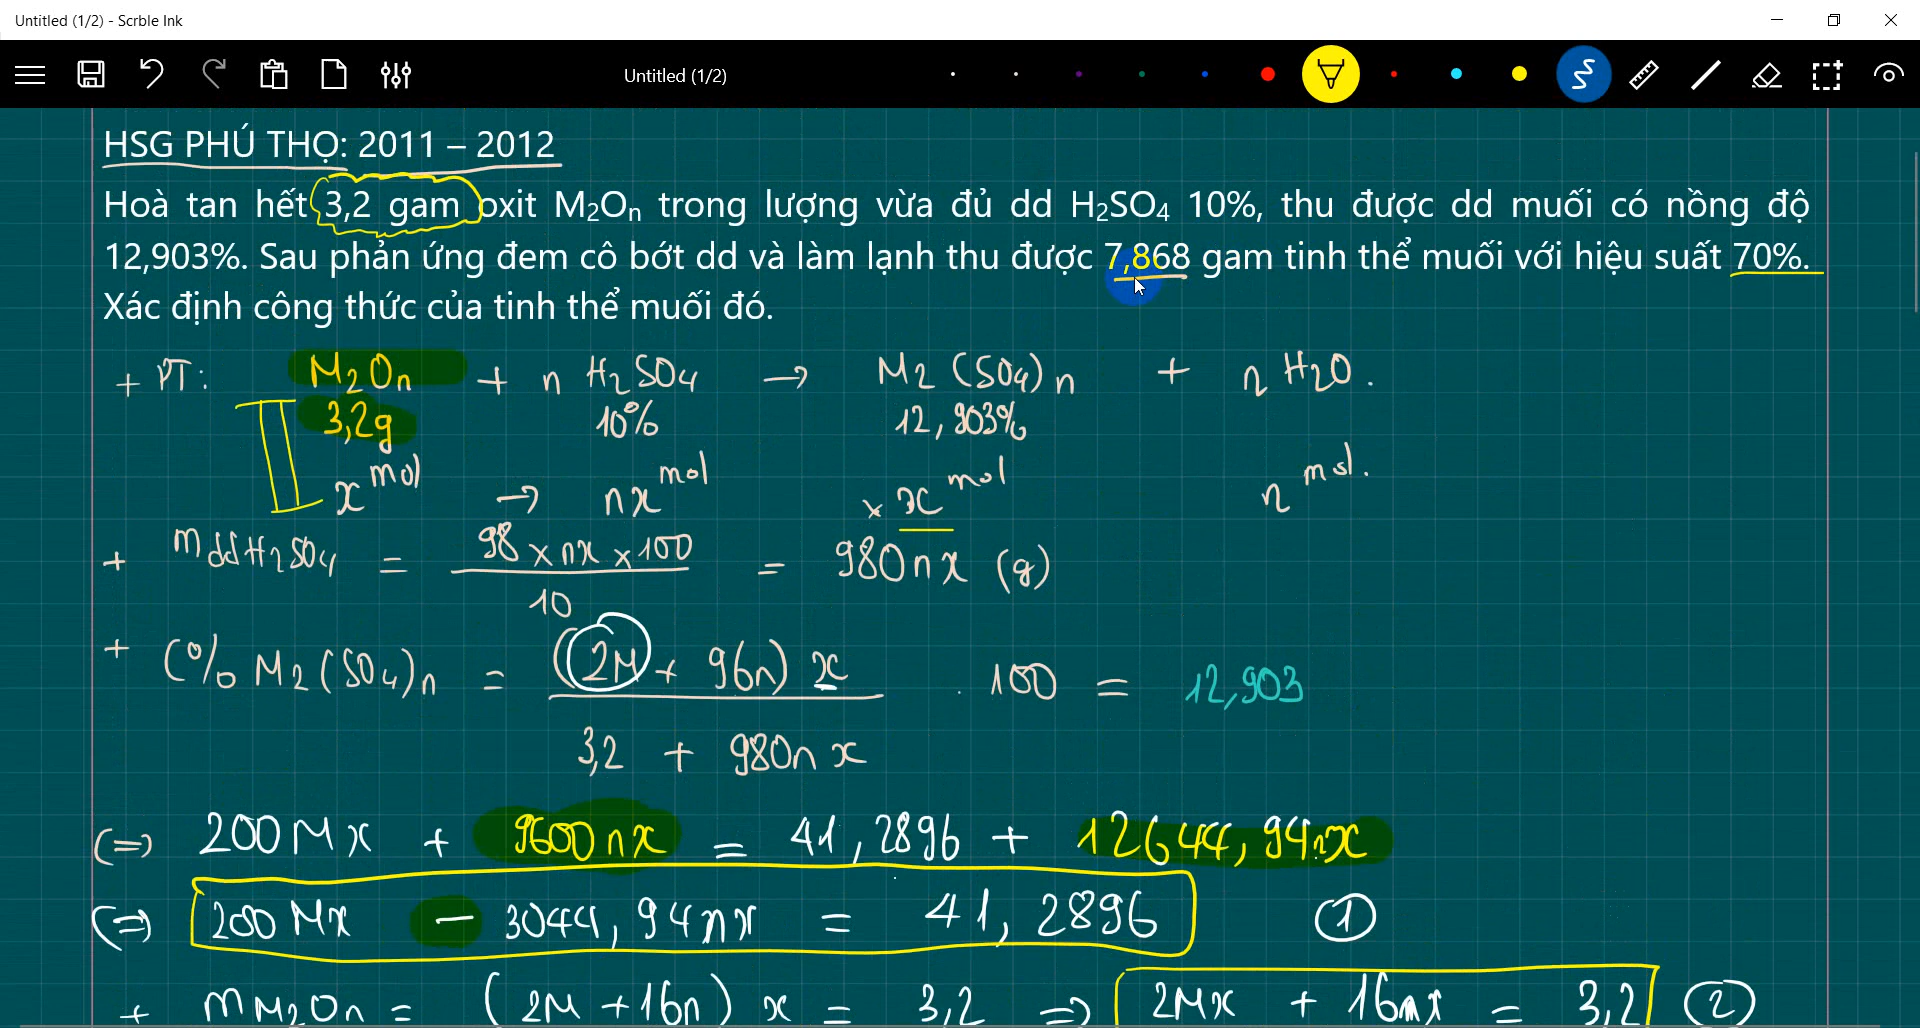 Untitled (1/2) - Scrble Ink
Untitled (1/2)
HSG PHÚ THỌ: 2011 – 2012
Hoà tan hết 3,2 gam oxit M₂Oₙ trong lượng vừa đủ dd H₂SO₄ 10%, thu được dd muối có nồng độ
12,903%. Sau phản ứng đem cô bớt dd và làm lạnh thu được 7,868 gam tinh thể muối với hiệu suất 70%.
Xác định công thức của tinh thể muối đó.
+ PT: M₂Oₙ + n H₂SO₄ → M₂(SO₄)ₙ + n H₂O.
3,2g 10% 12,903%
x mol → nx mol x x mol n mol.
+ mddH₂SO₄ = 98 x nx x 100 / 10 = 980nx (g)
+ C% M₂(SO₄)ₙ = (2M + 96n) x / 3,2 + 980nx . 100 = 12,903
(=) 200Mx + 9600nx = 41,2896 + 12644,94nx
(=) 200Mx - 3044,94nx = 41,2896 ①
+ mM₂Oₙ = (2M + 16n) x = 3,2 => 2Mx + 16nx = 3,2 ②